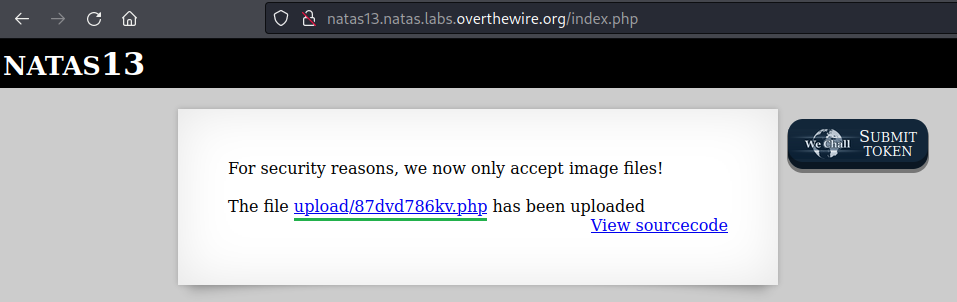 natas13.natas.labs.overthewire.org/index.php
NATAS13
For security reasons, we now only accept image files!
The file upload/87dvd786kv.php has been uploaded
View sourcecode
We Chall
SUBMIT
TOKEN